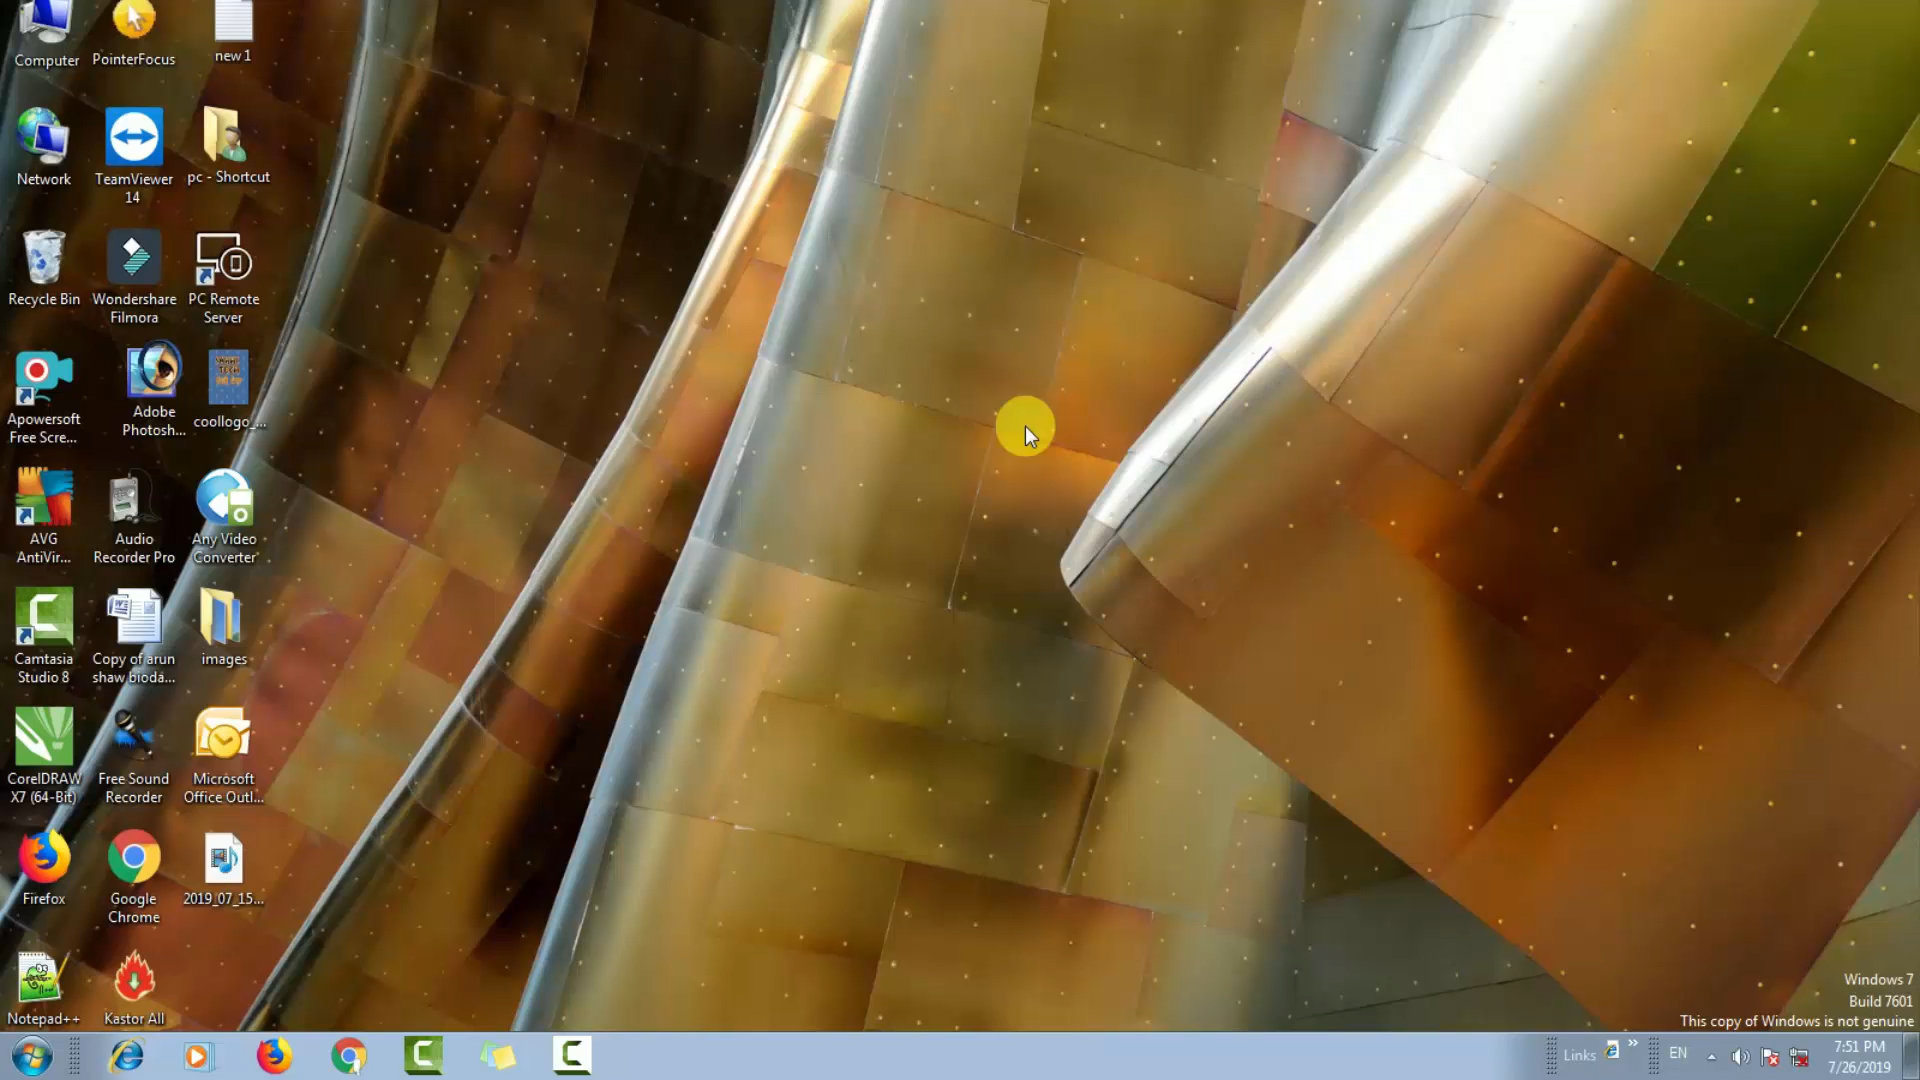 Computer
PointerFocus
new 1
Network
TeamViewer
14
pc - Shortcut
Recycle Bin
Wondershare
Filmora
PC Remote
Server
Apowersoft
Free Scre...
Adobe
Photosh...
coollogo_...
AVG
AntiVir...
Audio
Recorder Pro
Any Video
Converter
Camtasia
Studio 8
Copy of arun
shaw bioda...
images
CorelDRAW
X7 (64-Bit)
Free Sound
Recorder
Microsoft
Office Outl...
Firefox
Google
Chrome
2019_07_15...
Notepad++
Kastor All
Windows 7
Build 7601
This copy of Windows is not genuine
Links
»
EN
7:51 PM
7/26/2019